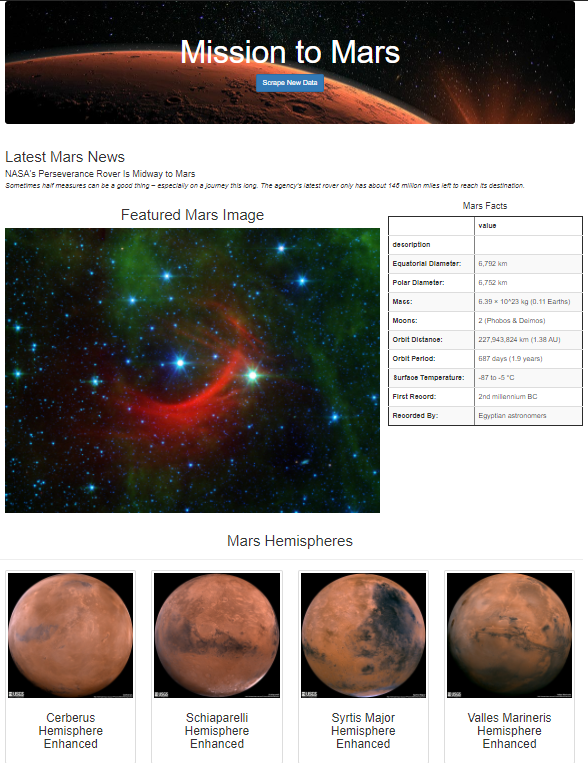 Mission to Mars
Scrape New Data
Latest Mars News
NASA's Perseverance Rover Is Midway to Mars
Sometimes half measures can be a good thing – especially on a journey this long. The agency's latest rover only has about 146 million miles left to reach its destination.
Featured Mars Image
Mars Facts
value
description
Equatorial Diameter: 6,792 km
Polar Diameter: 6,752 km
Mass: 6.39 × 10^23 kg (0.11 Earths)
Moons: 2 (Phobos & Deimos)
Orbit Distance: 227,943,824 km (1.38 AU)
Orbit Period: 687 days (1.9 years)
Surface Temperature: -87 to -5 °C
First Record: 2nd millennium BC
Recorded By: Egyptian astronomers
Mars Hemispheres
Cerberus
Hemisphere
Enhanced
Schiaparelli
Hemisphere
Enhanced
Syrtis Major
Hemisphere
Enhanced
Valles Marineris
Hemisphere
Enhanced